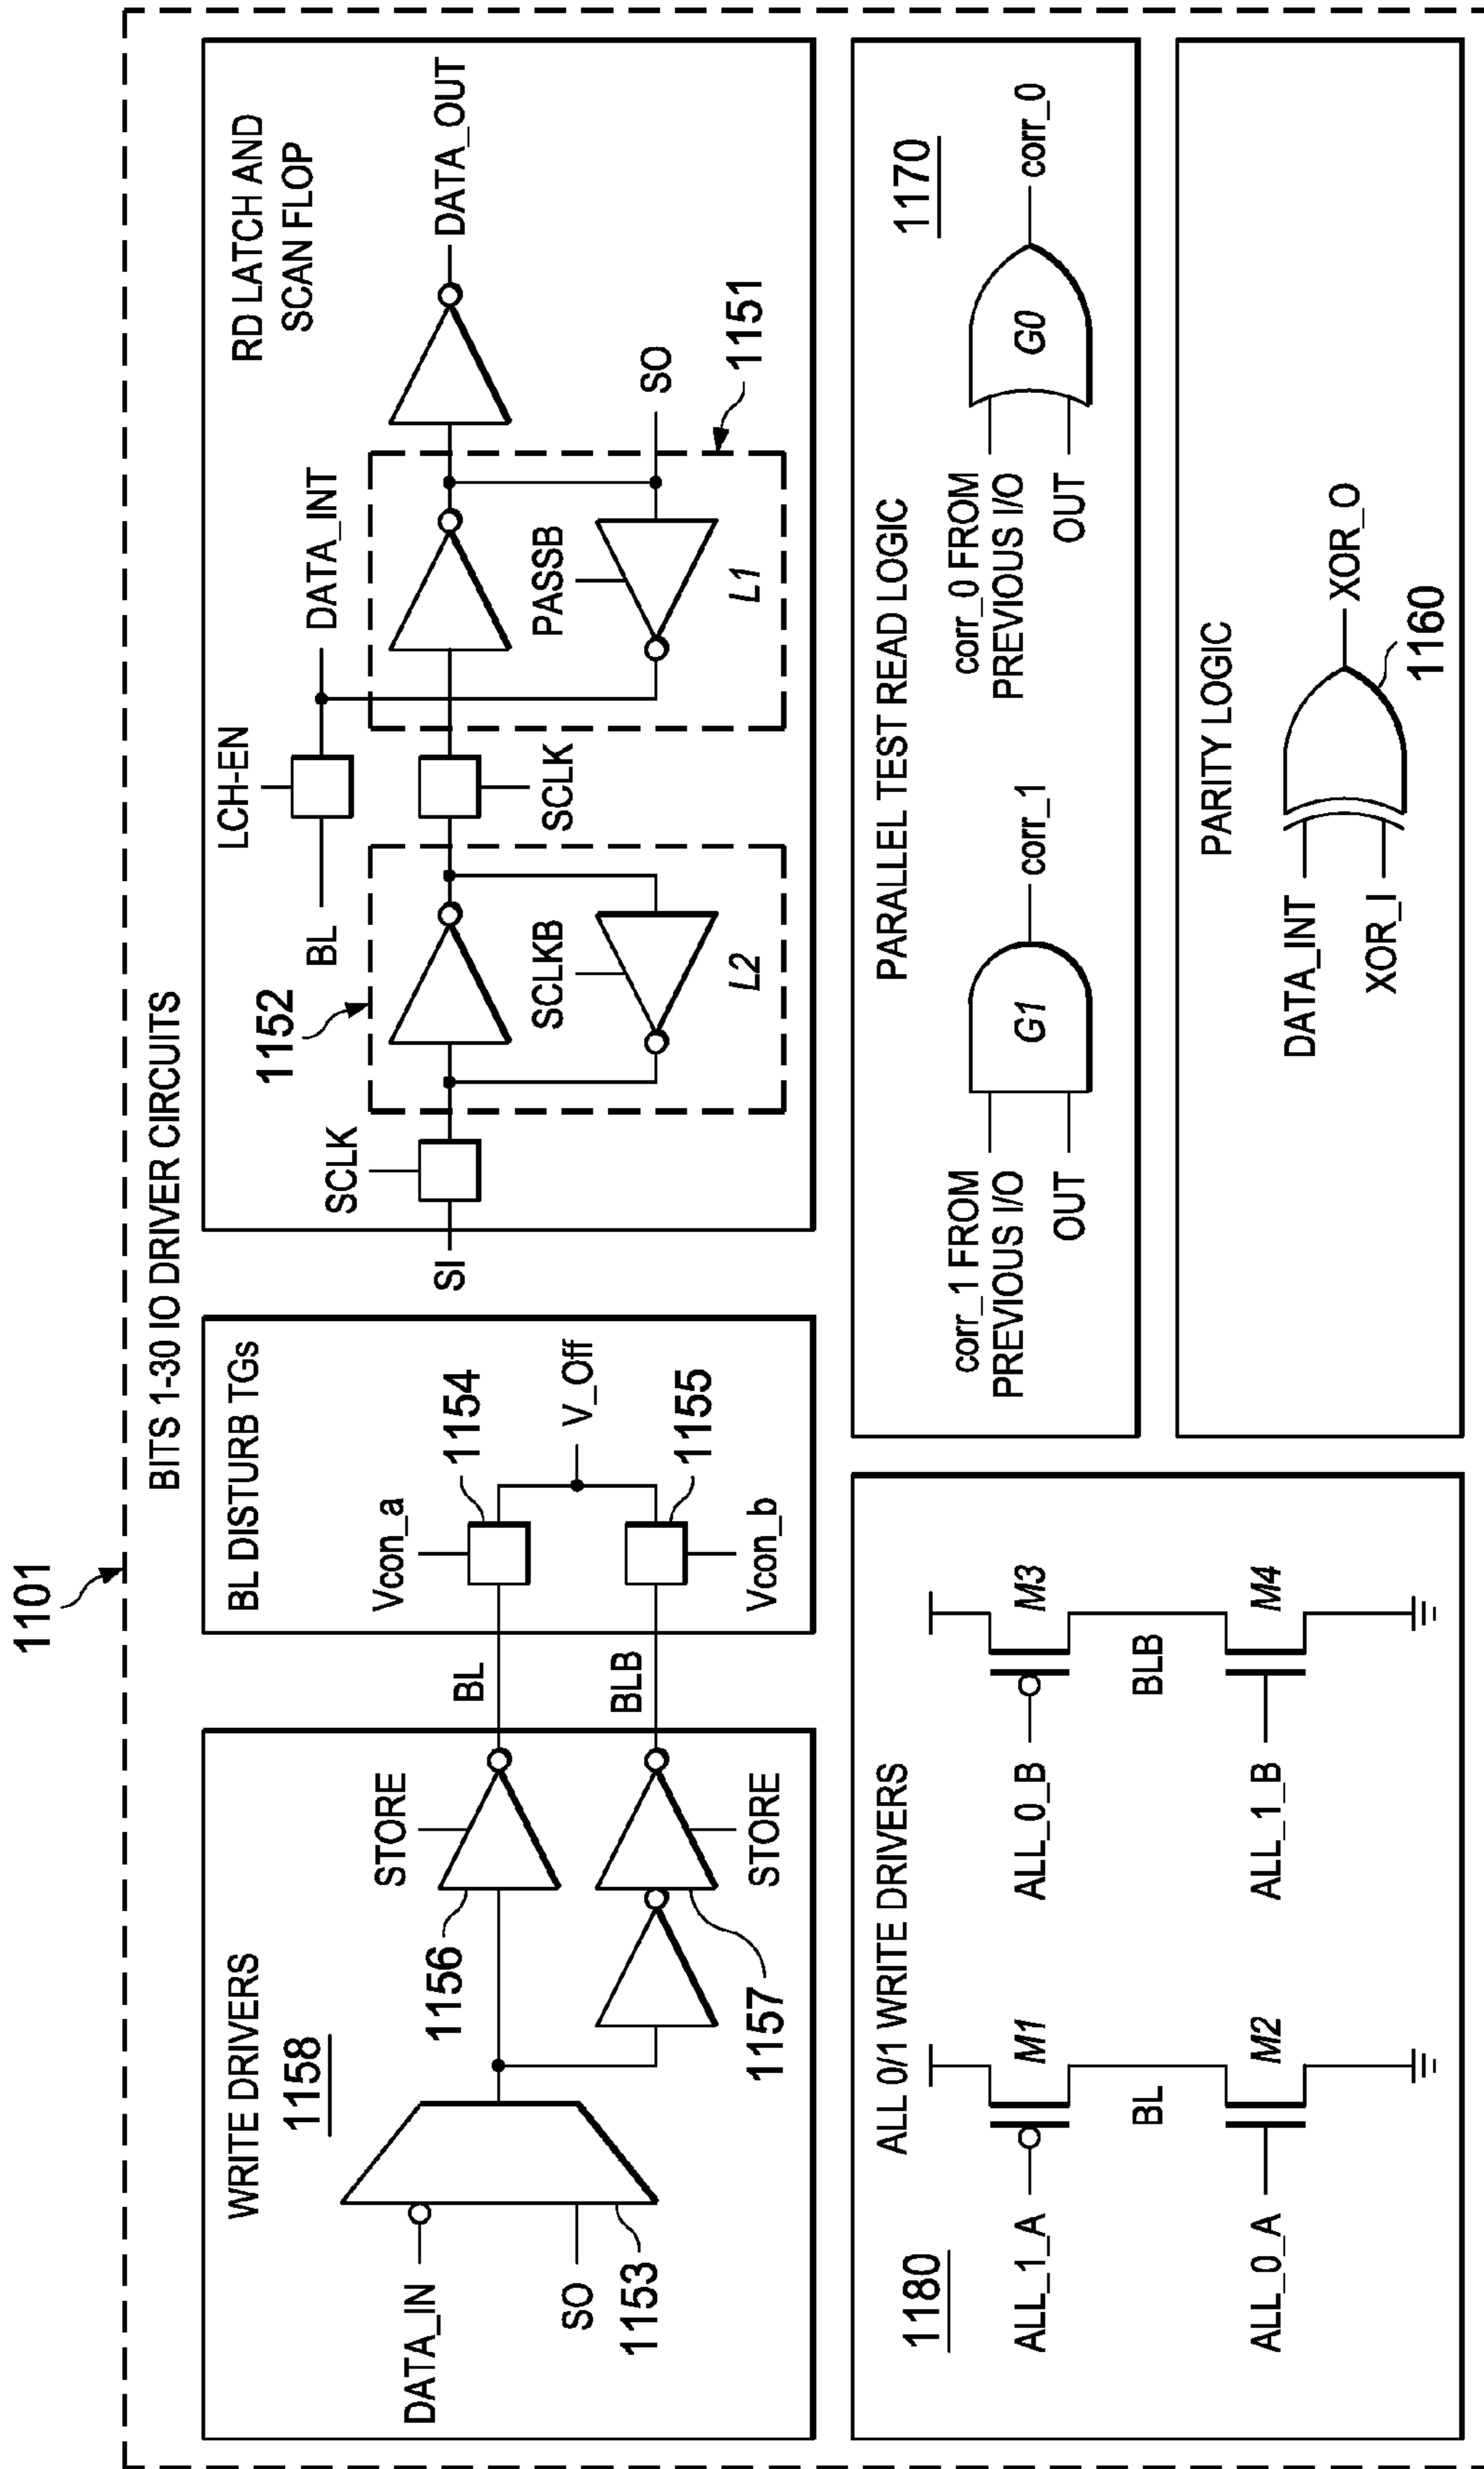 1101
BITS 1-30 IO DRIVER CIRCUITS
WRITE DRIVERS
1158
DATA_IN
SO
1153
STORE
1156
1157
STORE
BL
BLB
BL DISTURB TGs
Vcon_a
1154
V_Off
1155
Vcon_b
RD LATCH AND
SCAN FLOP
SI
SCLK
1152
SCLKB
L2
BL
LCH-EN
SCLK
DATA_INT
PASSB
L1
SO
1151
DATA_OUT
ALL 0/1 WRITE DRIVERS
1180
ALL_1_A
M1
BL
ALL_0_A
M2
ALL_0_B
M3
BLB
ALL_1_B
M4
PARALLEL TEST READ LOGIC
1170
corr_1 FROM
PREVIOUS I/O
OUT
G1
corr_1
corr_0 FROM
PREVIOUS I/O
OUT
G0
corr_0
PARITY LOGIC
DATA_INT
XOR_I
XOR_O
1160